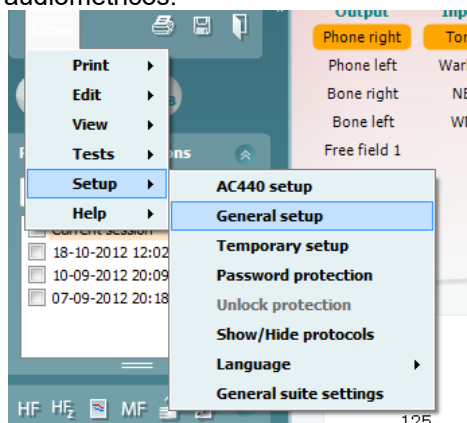 audiométricos.
Output
Phone right
Phone left
Bone right
Bone left
Free field 1
Print
Edit
View
Tests
Setup
Help
AC440 setup
General setup
Temporary setup
Password protection
Unlock protection
Show/Hide protocols
Language
General suite settings
Current session
18-10-2012 12:02
10-09-2012 20:09
07-09-2012 20:18
HF HFz MF
125